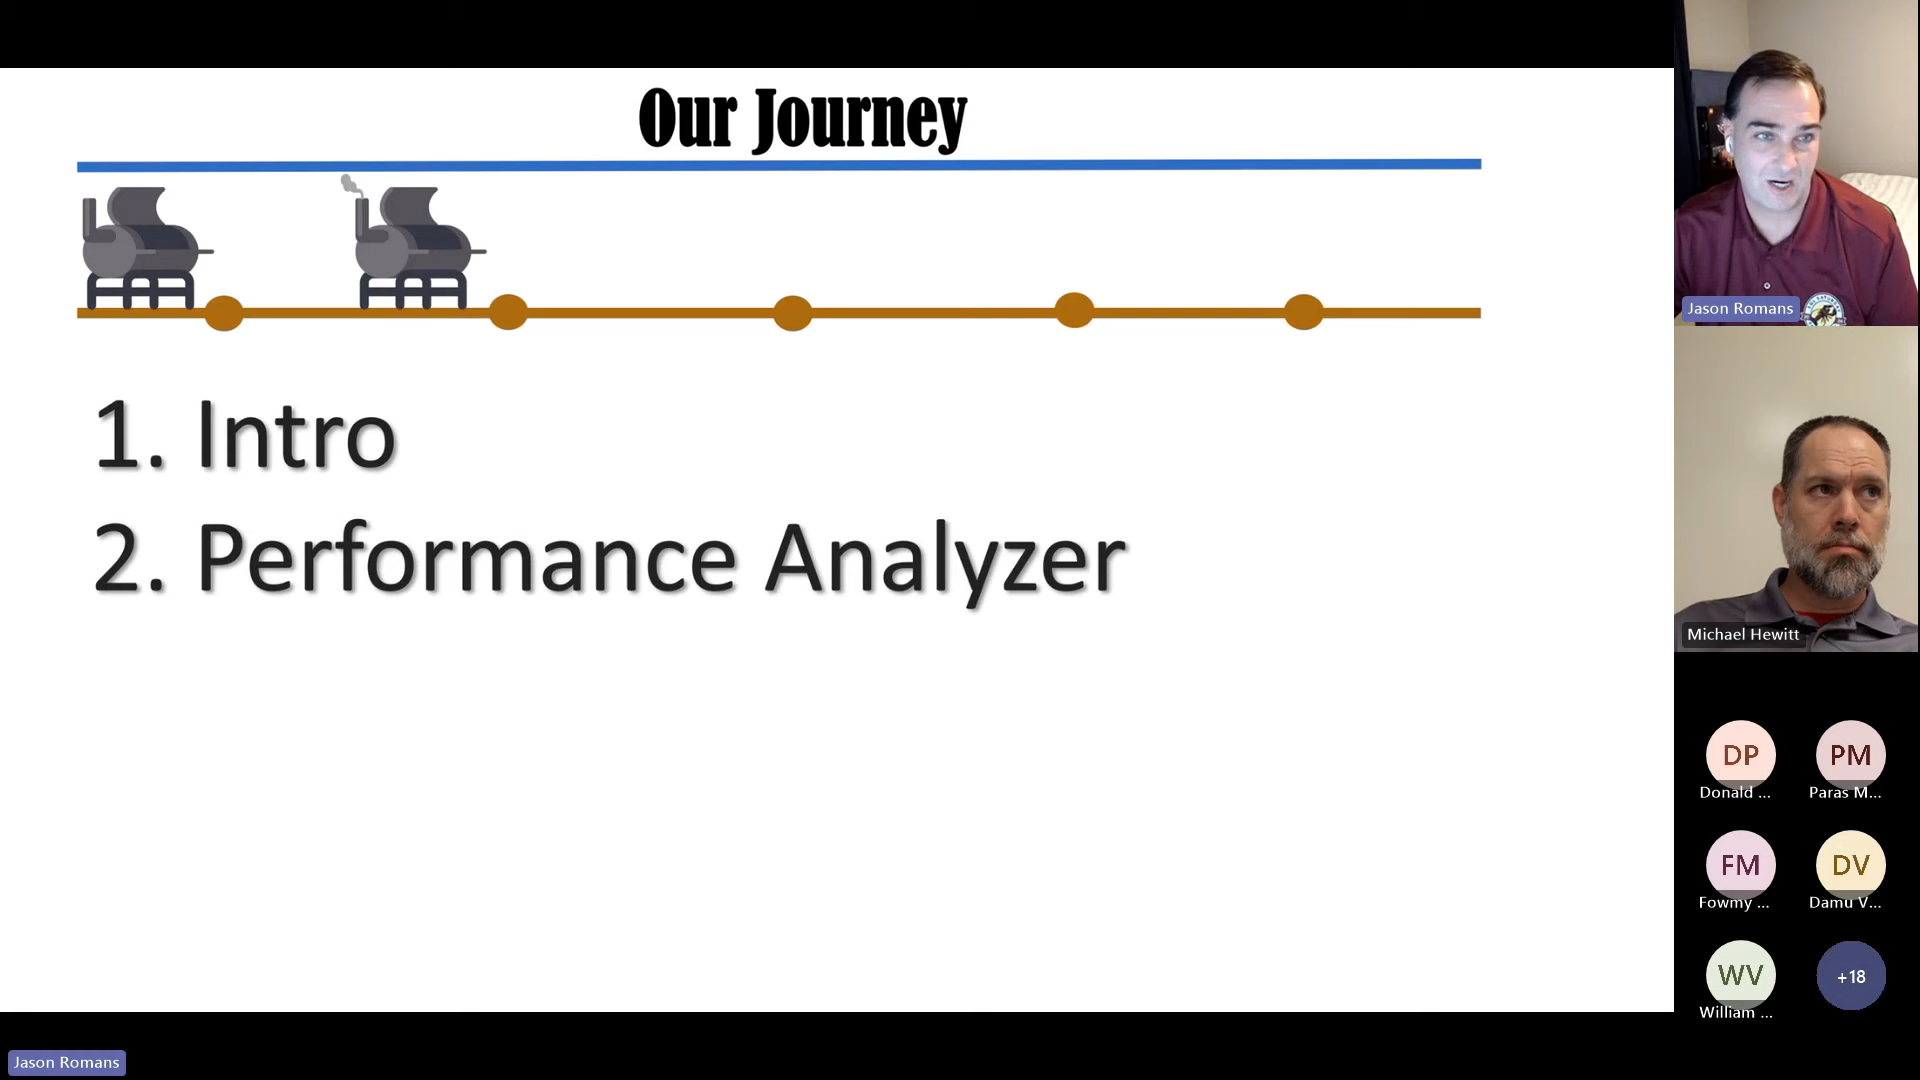 Our Journey
1. Intro
2. Performance Analyzer
Jason Romans
Michael Hewitt
DP
Donald ...
PM
Paras M...
FM
Fowmy ...
DV
Damu V...
WV
William ...
+18
Jason Romans